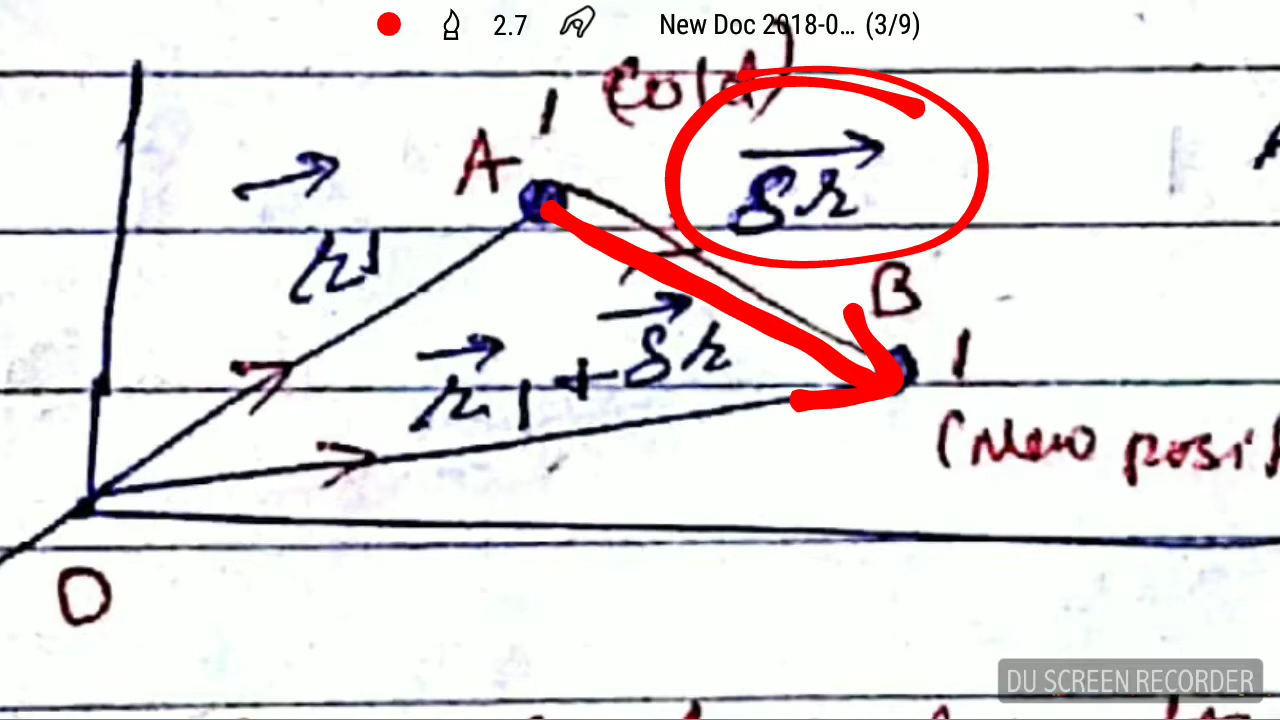 2.7 New Doc 2018-0... (3/9)
1 (old)
A
δr
r1
B
r1 + δr
1
(New posi
O
DU SCREEN RECORDER